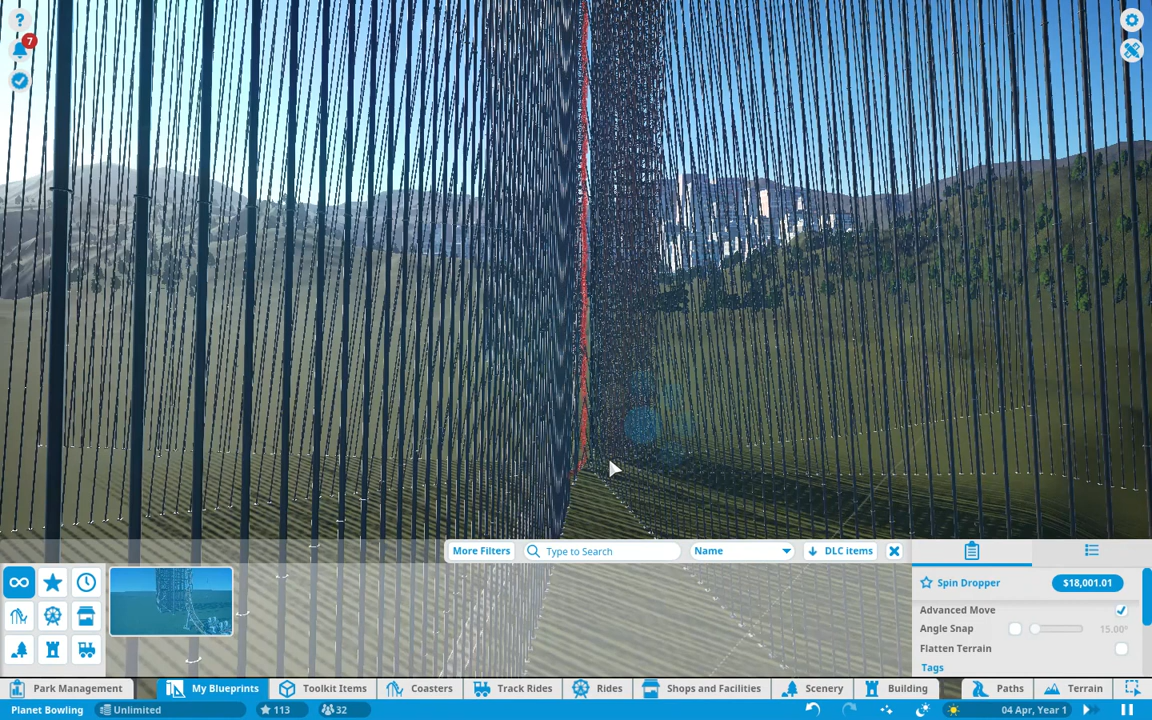 ?
7
More Filters
Type to Search
Name
DLC items
Spin Dropper
$18,001.01
Advanced Move
Angle Snap
15.00°
Flatten Terrain
Tags
Park Management
My Blueprints
Toolkit Items
Coasters
Track Rides
Rides
Shops and Facilities
Scenery
Building
Paths
Terrain
Planet Bowling
Unlimited
113
32
04 Apr, Year 1